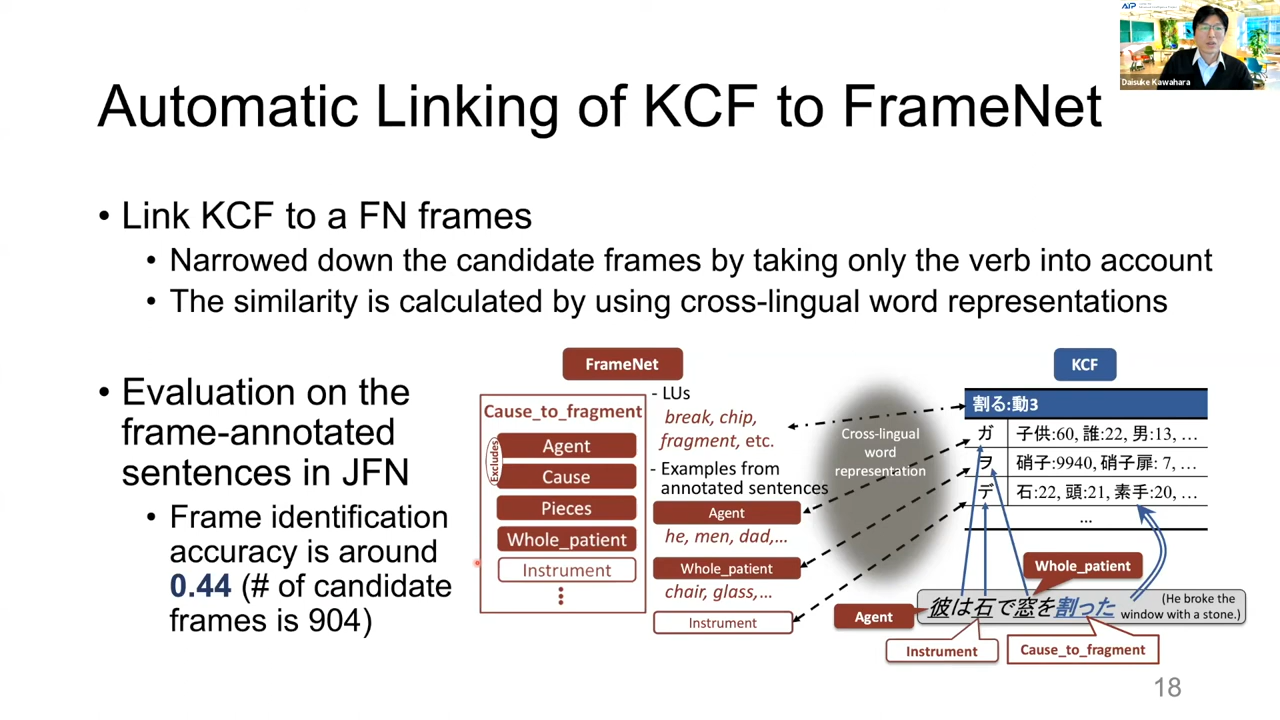 AIP
Daisuke Kawahara
Automatic Linking of KCF to FrameNet
• Link KCF to a FN frames
• Narrowed down the candidate frames by taking only the verb into account
• The similarity is calculated by using cross-lingual word representations
• Evaluation on the
frame-annotated
sentences in JFN
• Frame identification
accuracy is around
0.44 (# of candidate
frames is 904)
FrameNet
Cause_to_fragment
Excludes
Agent
Cause
Pieces
Whole_patient
Instrument
- LUs
break, chip,
fragment, etc.
- Examples from
annotated sentences
Agent
he, men, dad,...
Whole_patient
chair, glass,...
Instrument
Cross-lingual
word
representation
KCF
割る:動3
ガ 子供:60, 誰:22, 男:13, ...
ヲ 硝子:9940, 硝子扉: 7, ...
デ 石:22, 頭:21, 素手:20, ...
...
Whole_patient
Agent
彼は石で窓を割った
(He broke the
window with a stone.)
Instrument
Cause_to_fragment
18